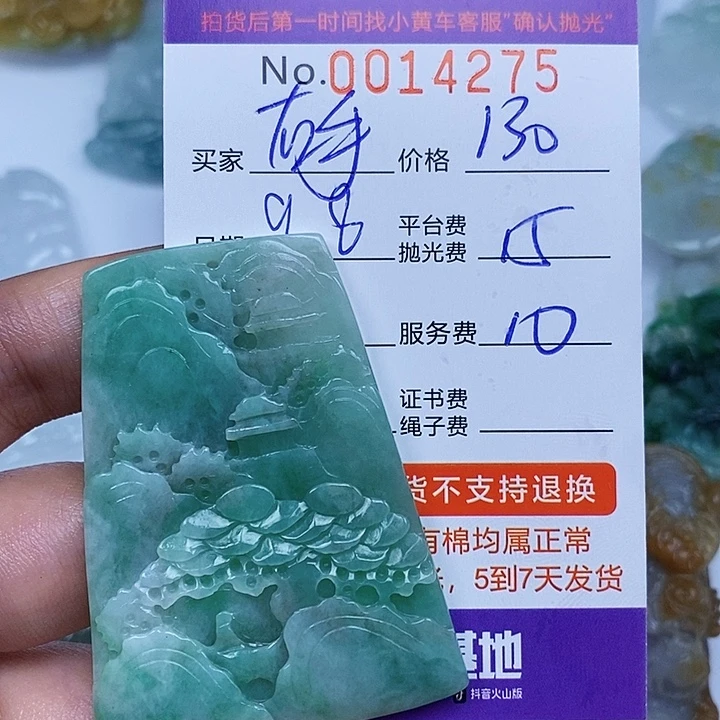 拍货后第一时间找小黄车客服"确认抛光"
No.0014275
买家 价格 130
日期 98 平台费
抛光费 15
服务费 10
证书费
绳子费
货不支持退换
有棉均属正常
，5到7天发货
基地
抖音火山版